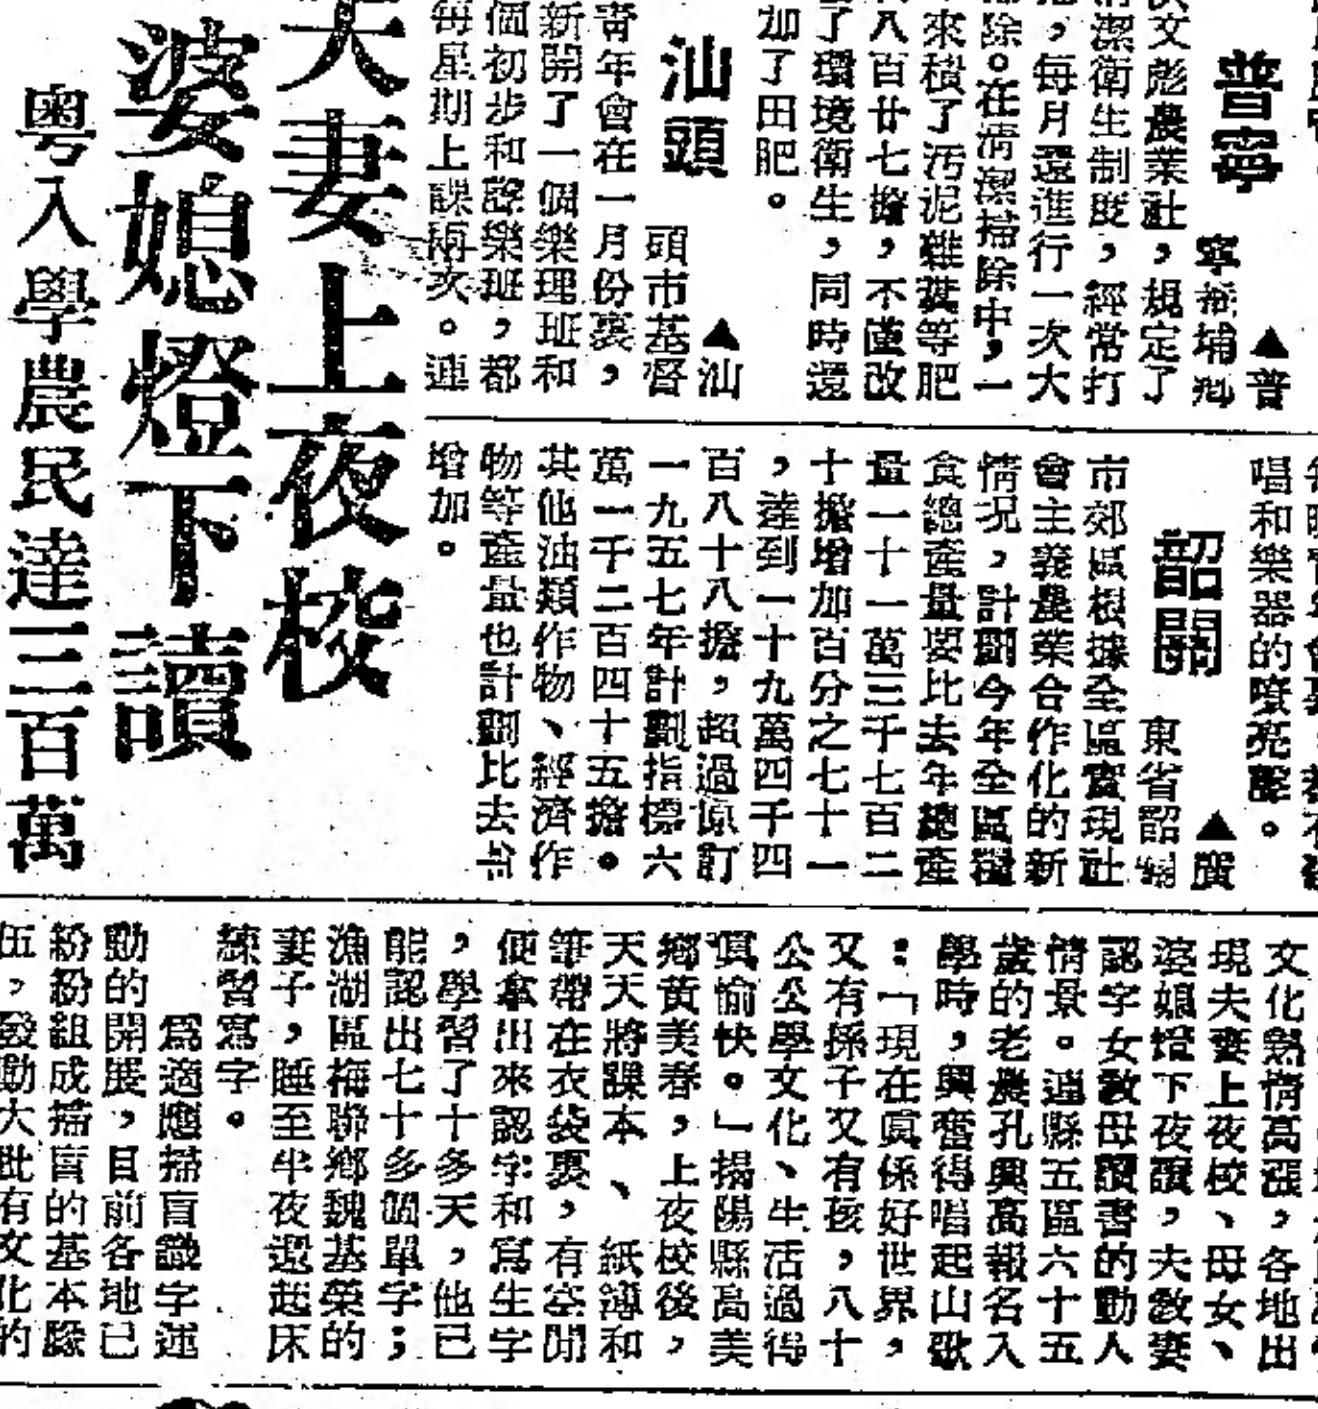 普寧
▲普
寧 埔鄉
文彪農業社，規定了
潔衛生制度，經常打
，每月還進行一次大
掃除。在清潔掃除中，一
來積了污泥雜糞等肥
八百廿七擔，不僅改
了環境衛生，同時還
加了田肥。
汕頭
▲汕
頭市基督
青年會在一月份裏，
新開了一個樂理班和
個初步和聲樂班，都
每星期上課兩次。連
唱和樂器的嘹亮聲。
韶關
▲廣
東省韶關
市郊區根據全區實現社
會主義農業合作化的新
情況，計劃今年全區糧
食總產量要比去年總產
量一十一萬三千七百二
十擔增加百分之七十一
，達到一十九萬四千四
百八十八擔，超過原訂
一九五七年計劃指標六
萬一千二百四十五擔。
其他油類作物、經濟作
物等產量也計劃比去年
增加。
夫妻上夜校
婆媳燈下讀
粵入學農民達三百萬
文化熱情高漲，各地出
現夫妻上夜校、母女、
婆媳燈下夜讀，夫敎妻
認字女敎母讀書的動人
情景。連縣五區六十五
歲的老農孔興高報名入
學時，興奮得唱起山歌
：「現在眞係好世界，
又有孫子又有孩，八十
公公學文化、生活過得
眞愉快。」揭陽縣高美
鄉黃美春，上夜校後，
天天將課本、紙簿和
筆帶在衣袋裏，有空閒
便拿出來認字和寫生字
，學習了十多天，他已
能認出七十多個單字；
漁湖區梅聯鄉魏基榮的
妻子，睡至半夜還起床
練習寫字。
爲適應掃盲識字運
動的開展，目前各地已
紛紛組成掃盲的基本隊
伍，發動大批有文化的